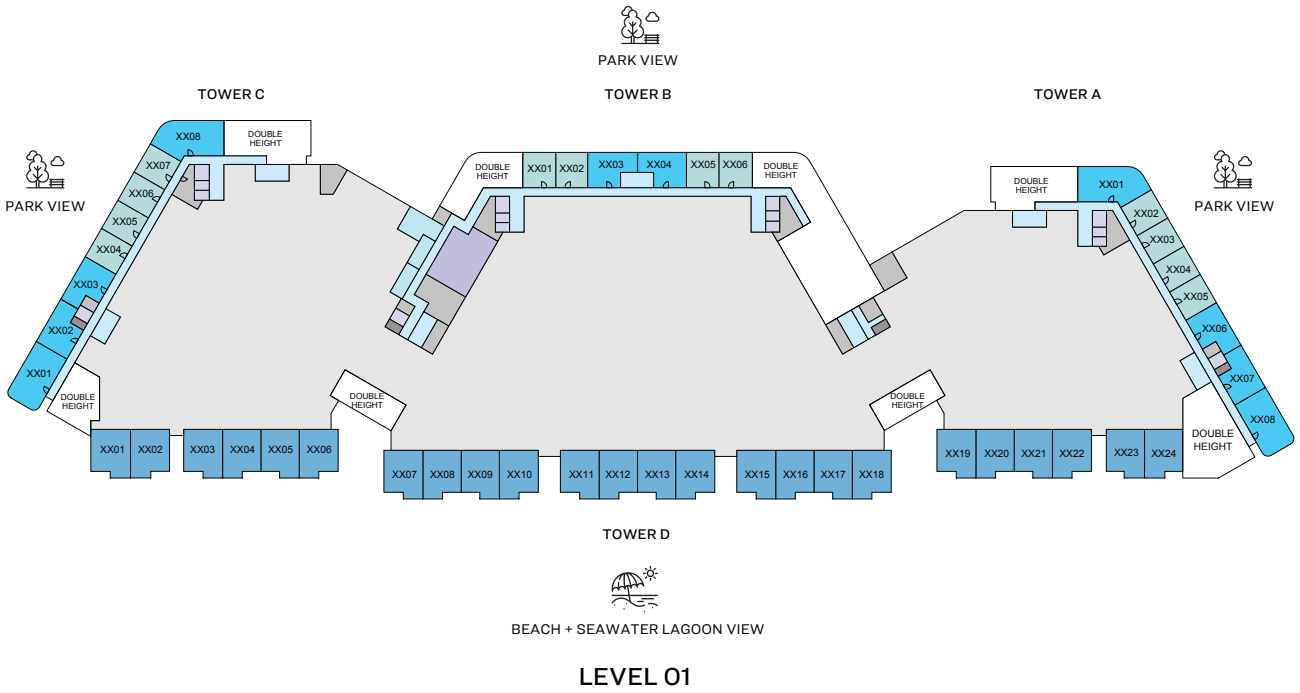 PARK VIEW
TOWER C
TOWER B
TOWER A
PARK VIEW
PARK VIEW
XX08
DOUBLE
HEIGHT
XX07
XX06
XX05
XX04
XX03
XX02
XX01
DOUBLE
HEIGHT
DOUBLE
HEIGHT
XX01
XX02
XX03
XX04
XX05
XX06
DOUBLE
HEIGHT
DOUBLE
HEIGHT
XX01
XX02
XX03
XX04
XX05
XX06
XX07
XX08
DOUBLE
HEIGHT
DOUBLE
HEIGHT
DOUBLE
HEIGHT
XX01
XX02
XX03
XX04
XX05
XX06
XX07
XX08
XX09
XX10
XX11
XX12
XX13
XX14
XX15
XX16
XX17
XX18
XX19
XX20
XX21
XX22
XX23
XX24
TOWER D
BEACH + SEAWATER LAGOON VIEW
LEVEL 01